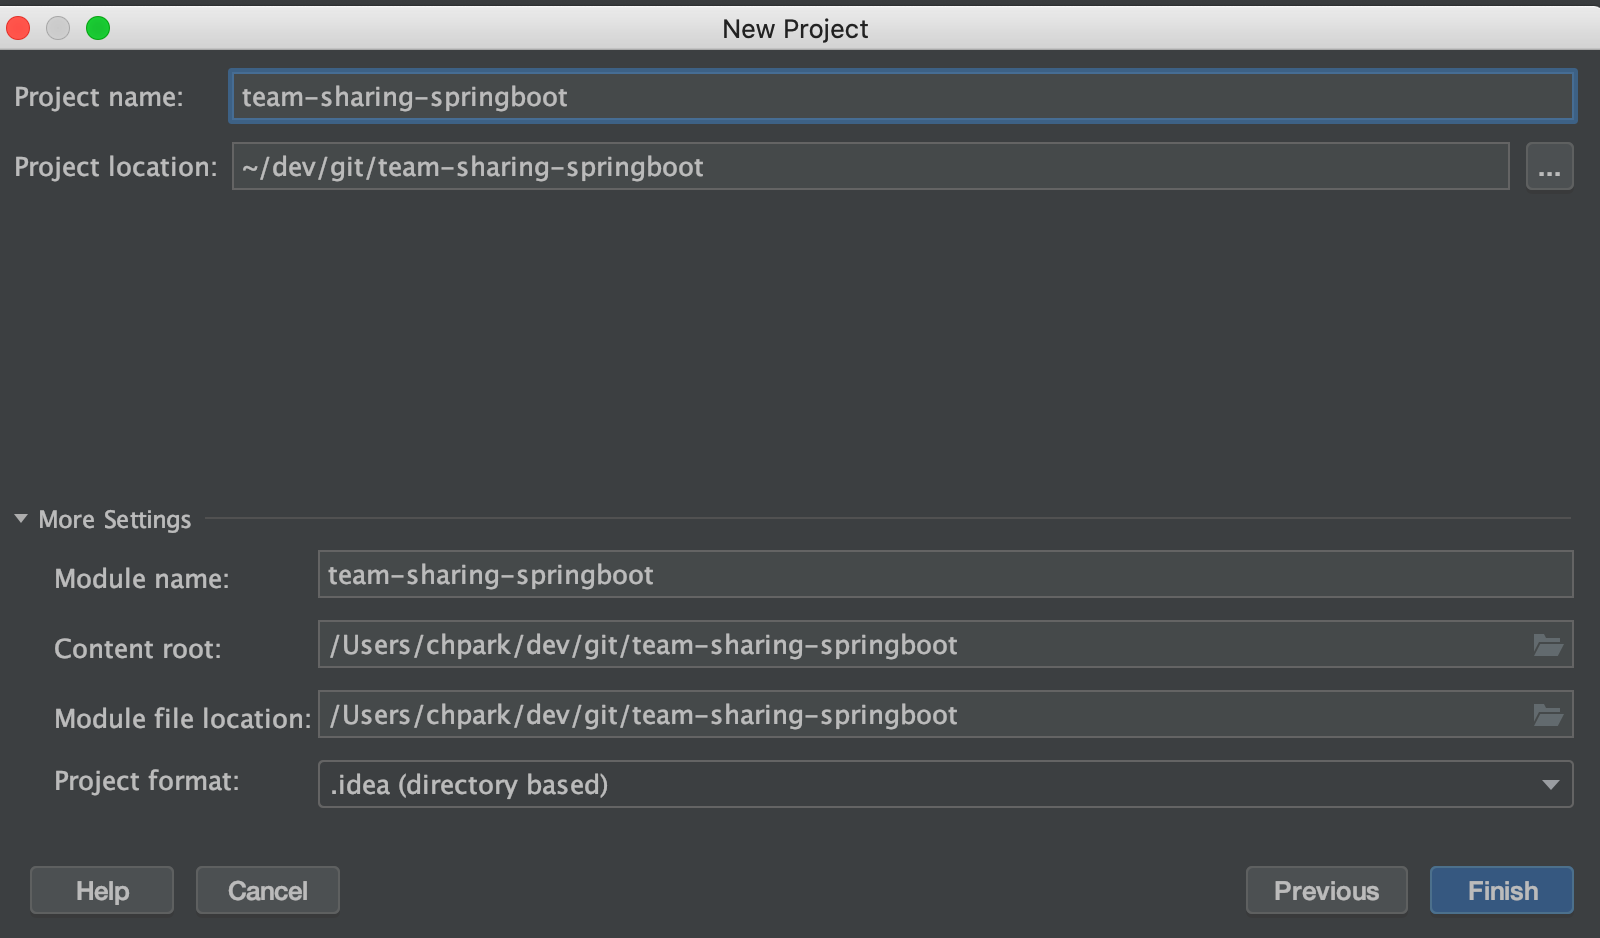 New Project
Project name: team-sharing-springboot
Project location: ~/dev/git/team-sharing-springboot ...
More Settings
Module name: team-sharing-springboot
Content root: /Users/chpark/dev/git/team-sharing-springboot
Module file location: /Users/chpark/dev/git/team-sharing-springboot
Project format: .idea (directory based)
Help Cancel Previous Finish